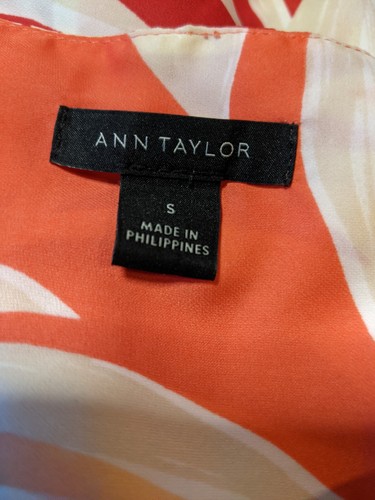 ANN TAYLOR
S
MADE IN
PHILIPPINES